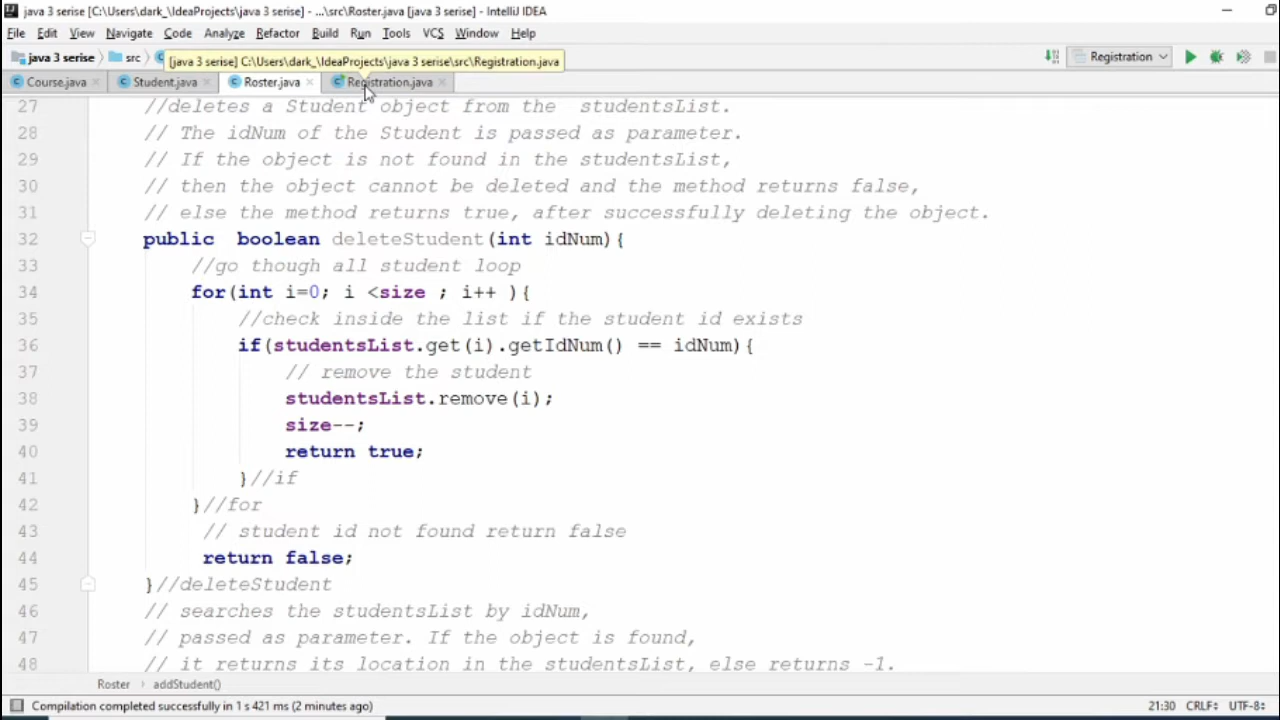 java 3 serise [C:\Users\dark_\IdeaProjects\java 3 serise] - ...\src\Roster.java [java 3 serise] - IntelliJ IDEA
File Edit View Navigate Code Analyze Refactor Build Run Tools VCS Window Help
java 3 serise src [java 3 serise] C:\Users\dark_\IdeaProjects\java 3 serise\src\Registration.java Registration
Course.java Student.java Roster.java Registration.java
27 //deletes a Student object from the studentsList.
28 // The idNum of the Student is passed as parameter.
29 // If the object is not found in the studentsList,
30 // then the object cannot be deleted and the method returns false,
31 // else the method returns true, after successfully deleting the object.
32 public boolean deleteStudent(int idNum){
33 //go though all student loop
34 for(int i=0; i <size ; i++ ){
35 //check inside the list if the student id exists
36 if(studentsList.get(i).getIdNum() == idNum){
37 // remove the student
38 studentsList.remove(i);
39 size--;
40 return true;
41 }//if
42 }//for
43 // student id not found return false
44 return false;
45 }//deleteStudent
46 // searches the studentsList by idNum,
47 // passed as parameter. If the object is found,
48 // it returns its location in the studentsList, else returns -1.
Roster › addStudent()
Compilation completed successfully in 1 s 421 ms (2 minutes ago) 21:30 CRLF UTF-8